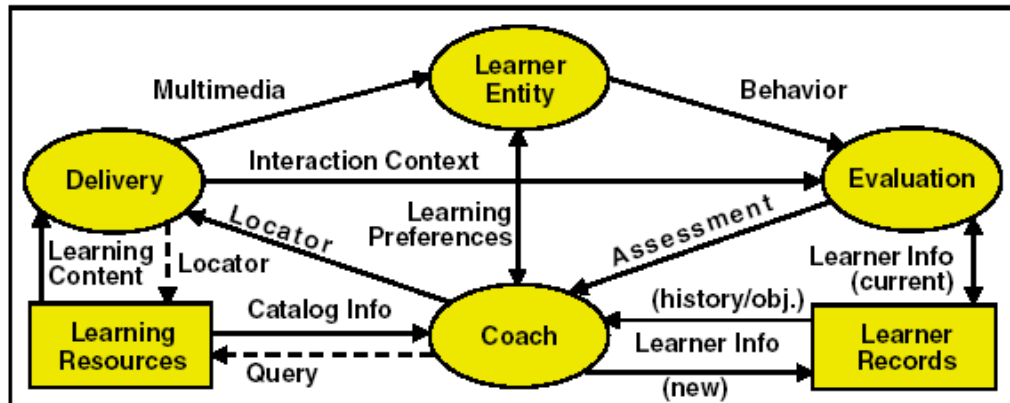 Learner
Entity
Multimedia
Behavior
Interaction Context
Delivery
Evaluation
Learning
Preferences
Locator
Assessment
Learning
Content
Locator
Learner Info
(current)
Catalog Info
(history/obj.)
Learning
Resources
Coach
Learner Info
Learner
Records
Query
(new)